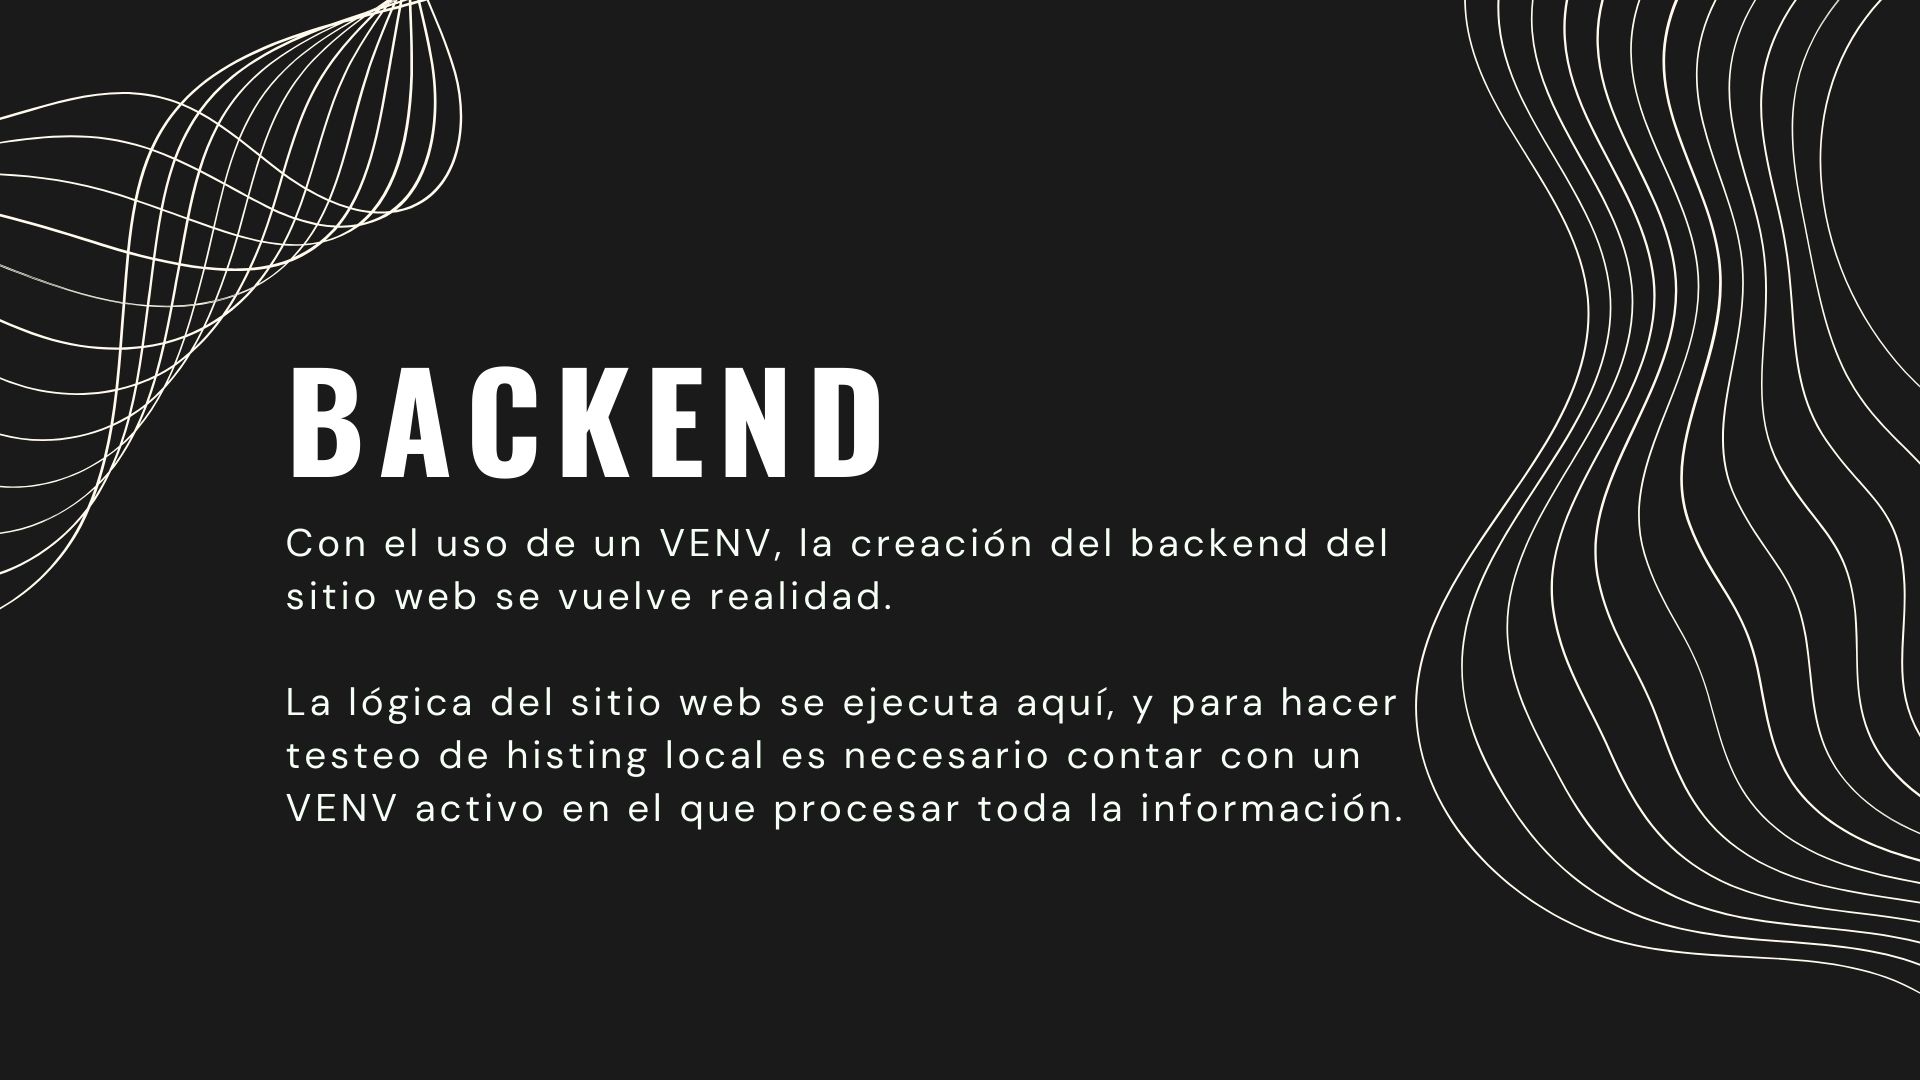 BACKEND
Con el uso de un VENV, la creación del backend del
sitio web se vuelve realidad.
La lógica del sitio web se ejecuta aquí, y para hacer
testeo de histing local es necesario contar con un
VENV activo en el que procesar toda la información.